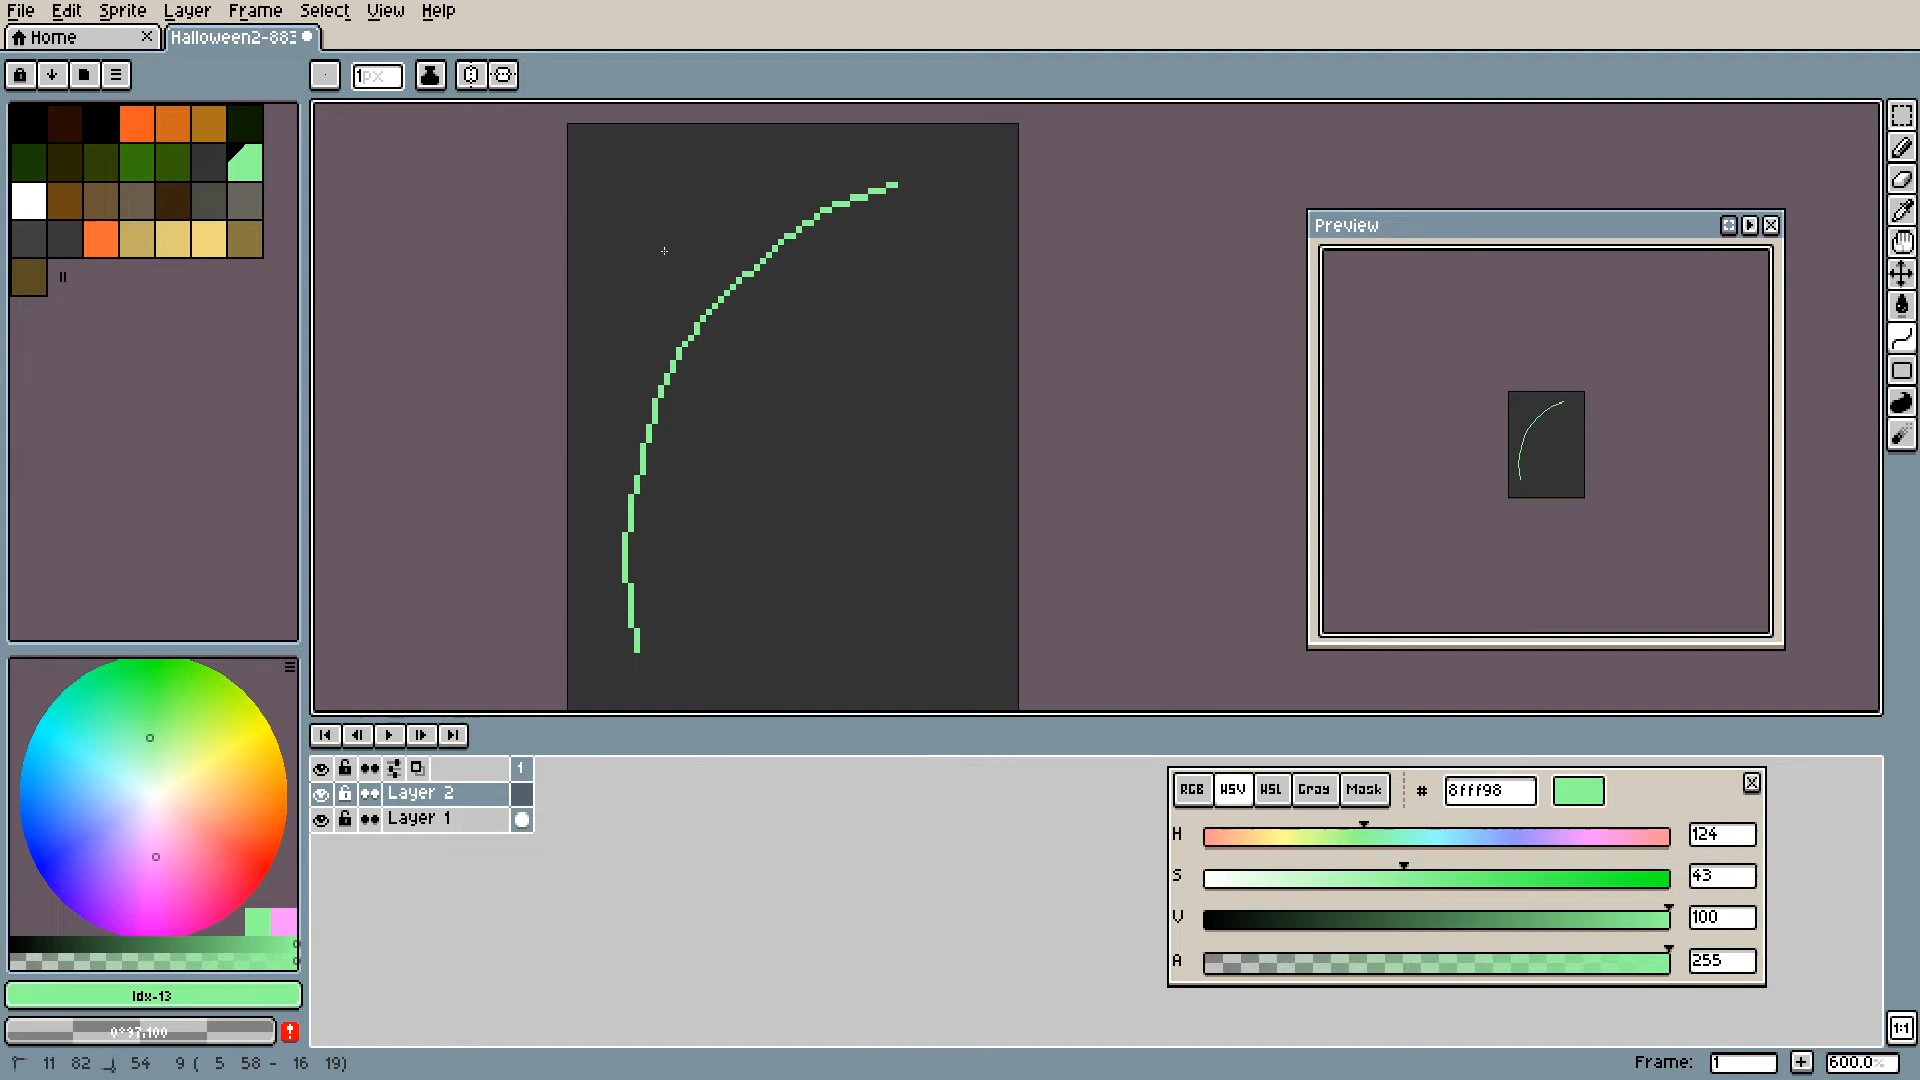 File Edit Sprite Layer Frame Select View Help
Home
Halloween2-883
1px
Preview
1
Layer 2
Layer 1
RGB HSV HSL Gray Mask # 8fff98
H 124
S 43
V 100
A 255
Idx-13
11 82 54 9 ( 5 58 - 16 19)
Frame: 1 + 600.0
1:1